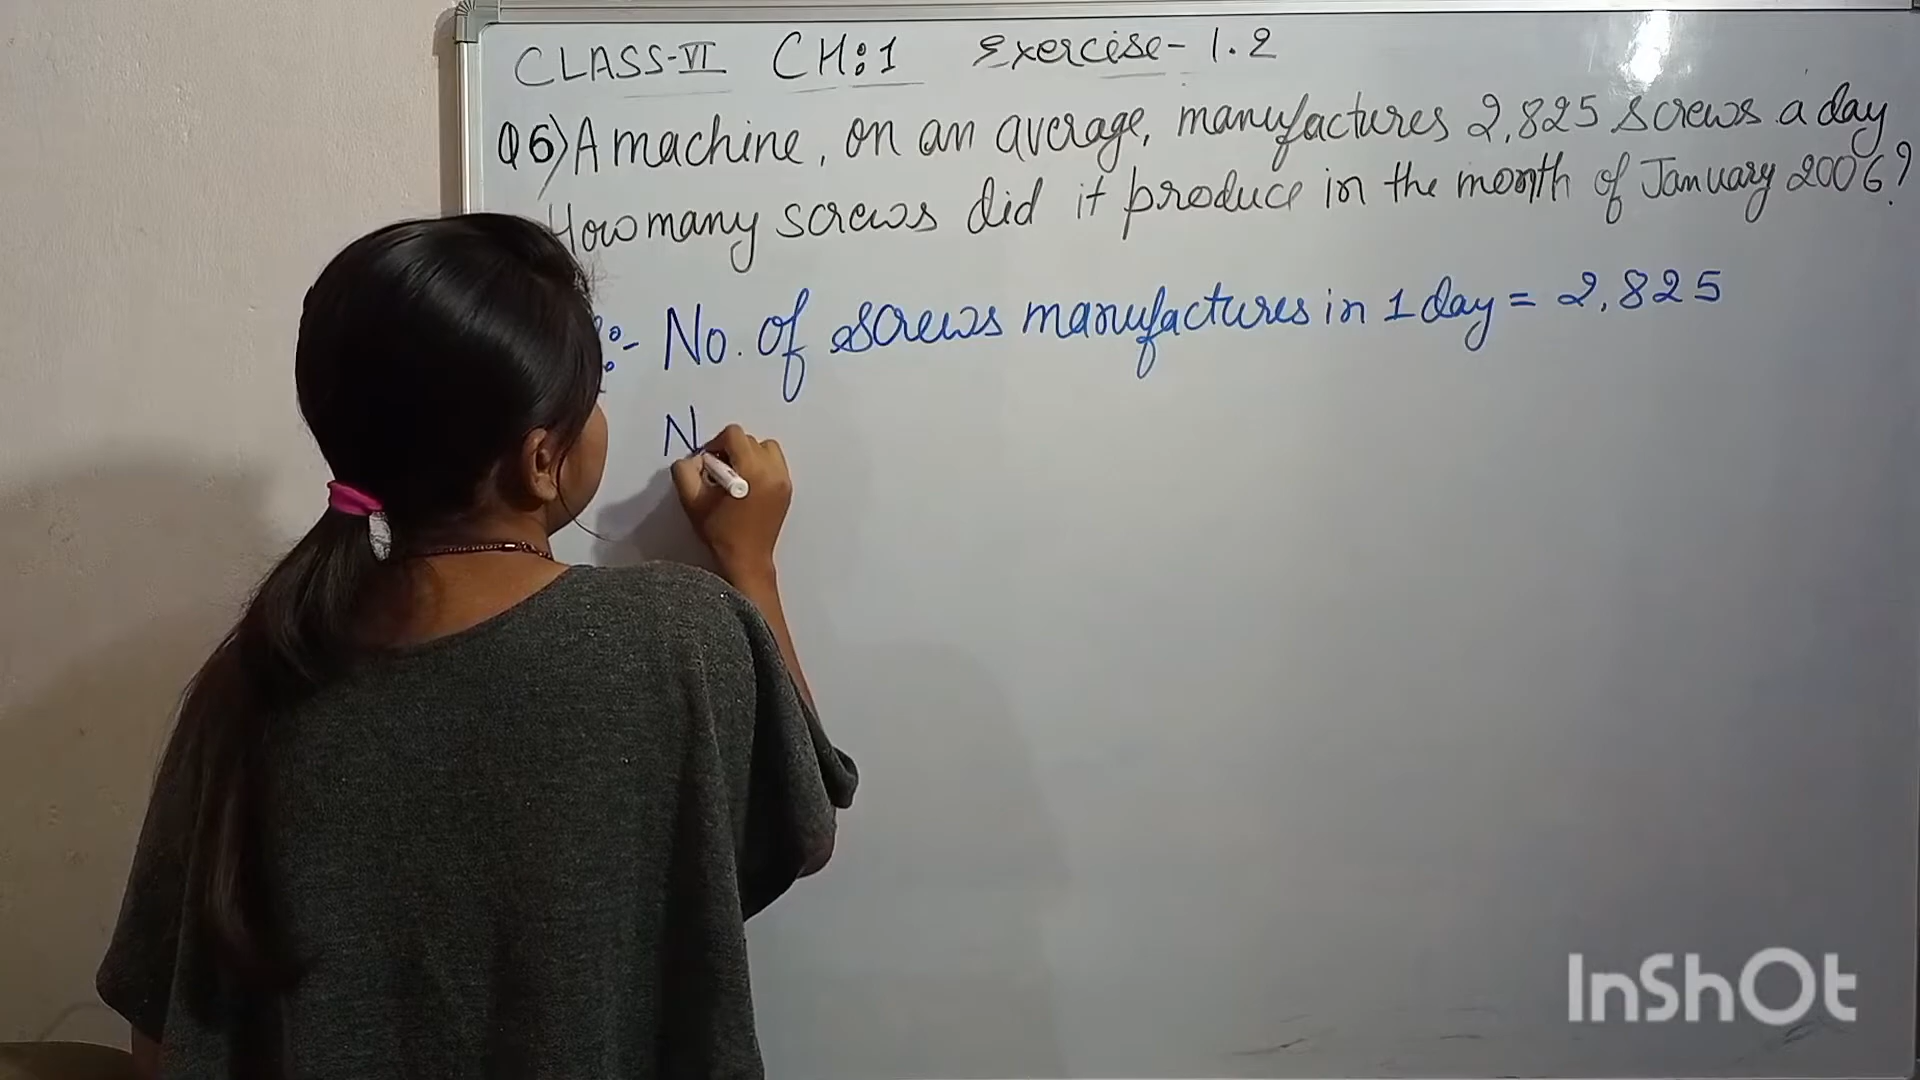 CLASS-VI CH:1 Exercise- 1.2
Q6) A machine, on an average, manufactures 2,825 screws a day
How many screws did it produce in the month of January 2006?
:- No. of screws manufactures in 1 day = 2,825
N
InShOt